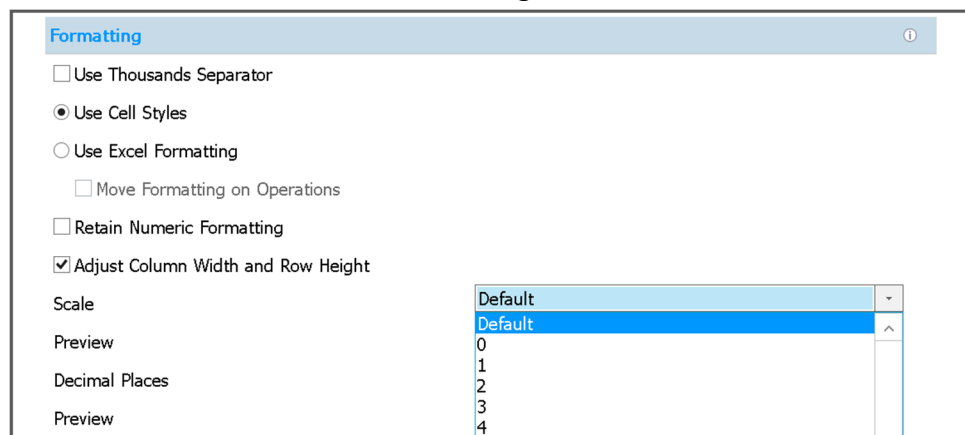 Formatting
Use Thousands Separator
Use Cell Styles
Use Excel Formatting
Move Formatting on Operations
Retain Numeric Formatting
Adjust Column Width and Row Height
Scale
Default
Default
Preview
0
1
Decimal Places
2
3
Preview
4